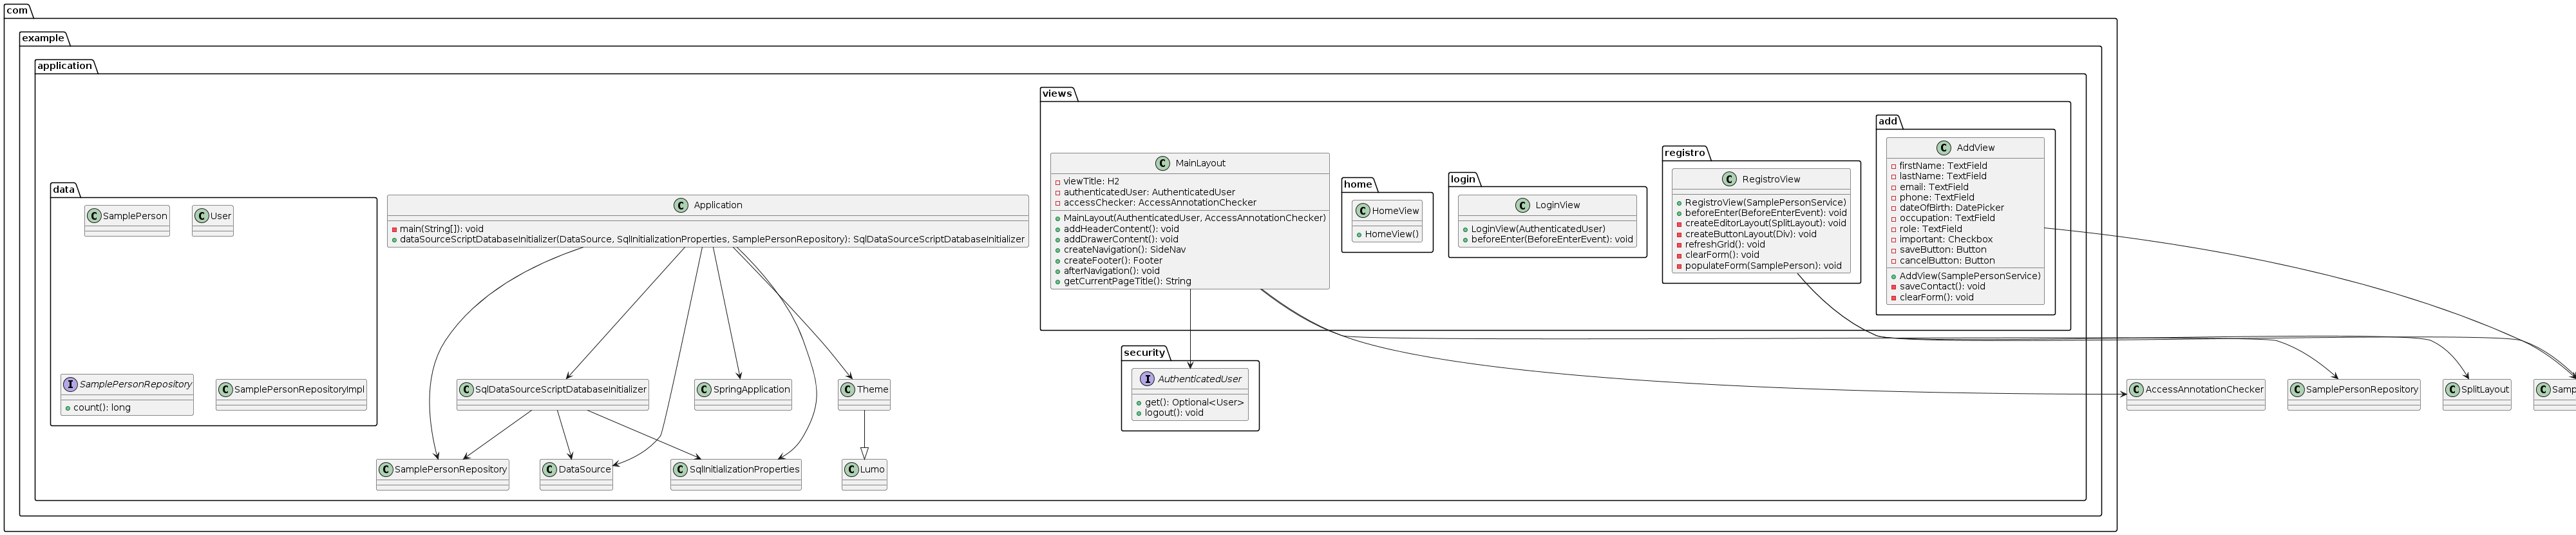 com
example
application
views
add
C AddView
firstName: TextField
lastName: TextField
email: TextField
phone: TextField
dateOfBirth: DatePicker
occupation: TextField
role: TextField
important: Checkbox
saveButton: Button
cancelButton: Button
AddView(SamplePersonService)
saveContact(): void
clearForm(): void
registro
C RegistroView
RegistroView(SamplePersonService)
beforeEnter(BeforeEnterEvent): void
createEditorLayout(SplitLayout): void
createButtonLayout(Div): void
refreshGrid(): void
clearForm(): void
populateForm(SamplePerson): void
login
C LoginView
LoginView(AuthenticatedUser)
beforeEnter(BeforeEnterEvent): void
home
C HomeView
HomeView()
C MainLayout
viewTitle: H2
authenticatedUser: AuthenticatedUser
accessChecker: AccessAnnotationChecker
MainLayout(AuthenticatedUser, AccessAnnotationChecker)
addHeaderContent(): void
addDrawerContent(): void
createNavigation(): SideNav
createFooter(): Footer
afterNavigation(): void
getCurrentPageTitle(): String
data
C SamplePerson
C User
C Application
main(String[]): void
dataSourceScriptDatabaseInitializer(DataSource, SqlInitializationProperties, SamplePersonRepository): SqlDataSourceScriptDatabaseInitializer
security
I AuthenticatedUser
get(): Optional<User>
logout(): void
I SamplePersonRepository
count(): long
C SamplePersonRepositoryImpl
C SqlDataSourceScriptDatabaseInitializer
C SpringApplication
C Theme
C AccessAnnotationChecker
C SamplePersonRepository
C SplitLayout
C Samp
C SamplePersonRepository
C DataSource
C SqlInitializationProperties
C Lumo